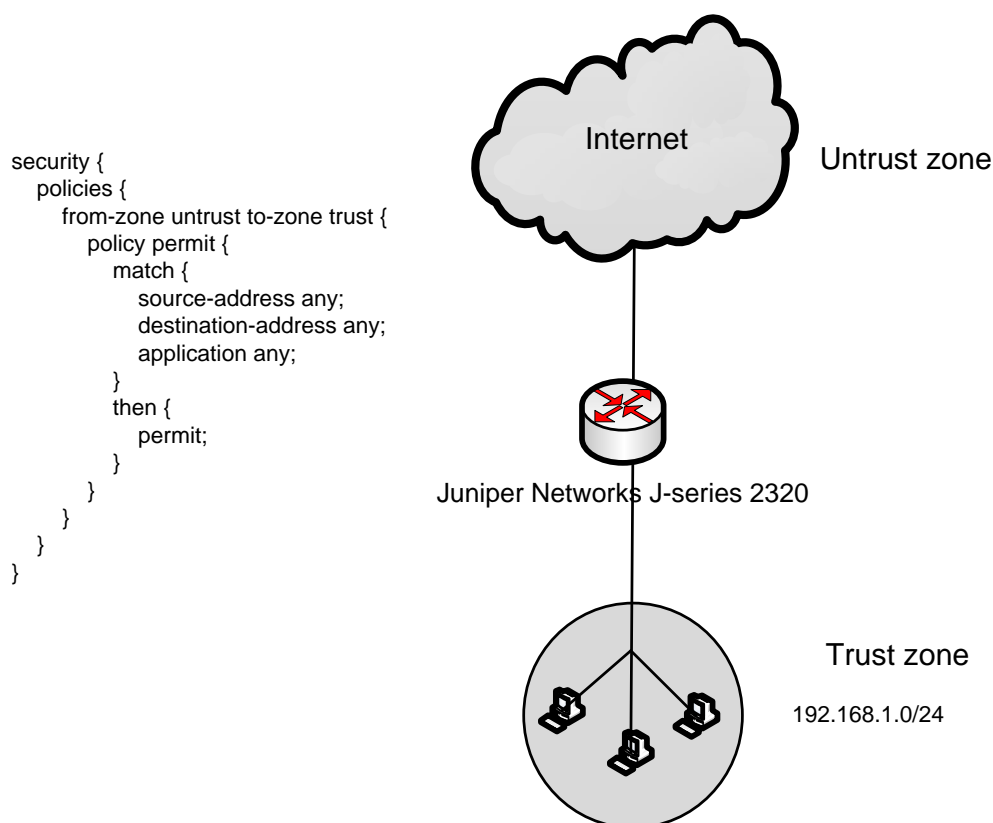 security {
policies {
from-zone untrust to-zone trust {
policy permit {
match {
source-address any;
destination-address any;
application any;
}
then {
permit;
}
}
}
}
}
Internet
Untrust zone
Juniper Networks J-series 2320
Trust zone
192.168.1.0/24